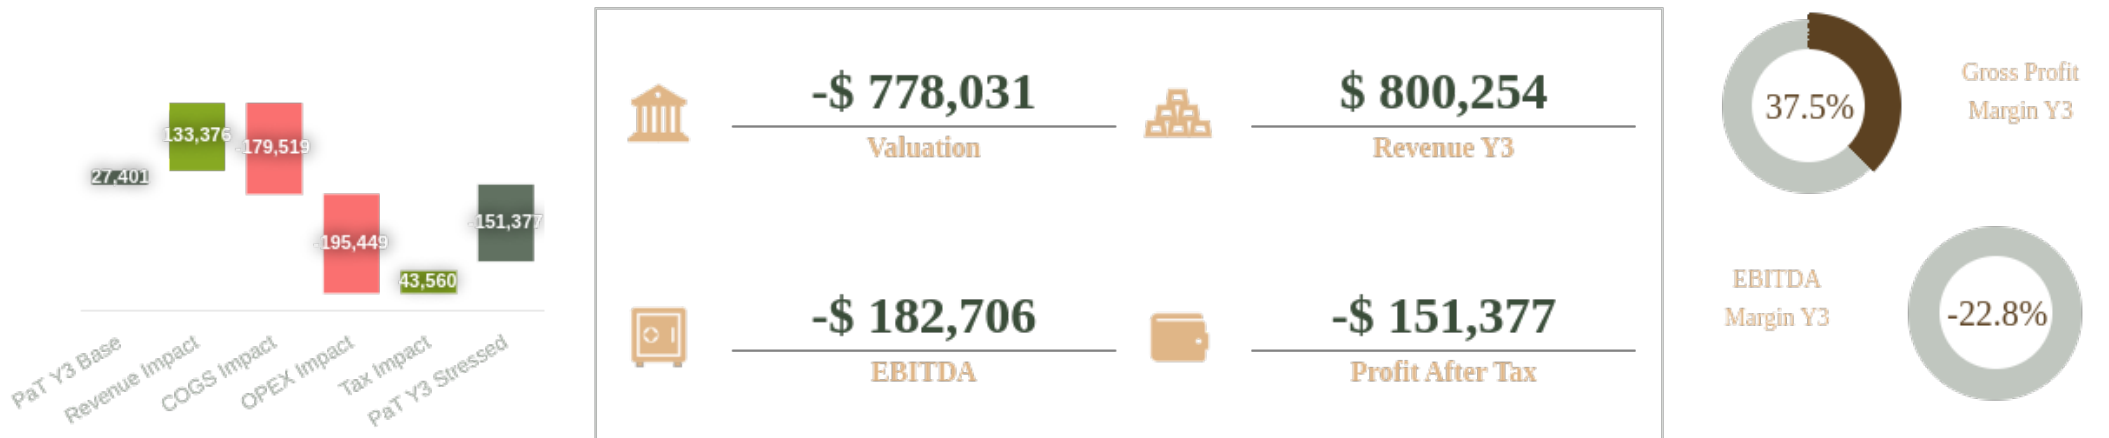 27,401
133,376
-179,519
-195,449
43,560
-151,377
PaT Y3 Base
Revenue Impact
COGS Impact
OPEX Impact
Tax Impact
PaT Y3 Stressed
-$ 778,031
Valuation
$ 800,254
Revenue Y3
-$ 182,706
EBITDA
-$ 151,377
Profit After Tax
37.5%
Gross Profit
Margin Y3
EBITDA
Margin Y3
-22.8%